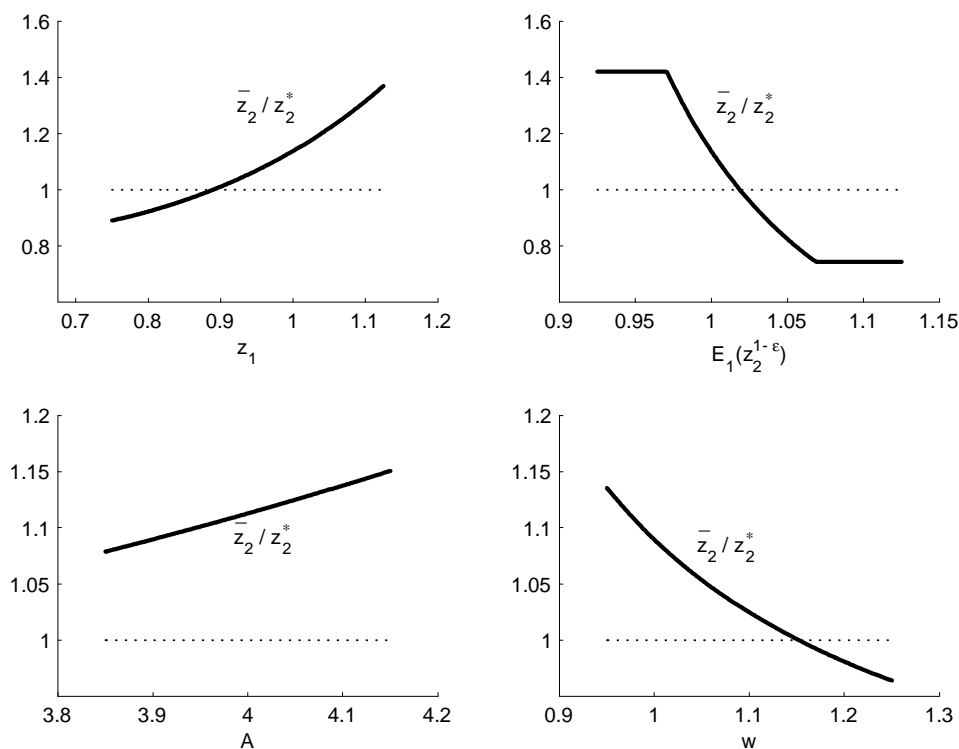 1.6
1.4
1.2
1
0.8
z̄₂ / z₂*
0.7 0.8 0.9 1 1.1 1.2
z₁
1.6
1.4
1.2
1
0.8
z̄₂ / z₂*
0.9 0.95 1 1.05 1.1 1.15
E₁(z₂^{1-ε})
1.2
1.15
1.1
1.05
1
z̄₂ / z₂*
3.8 3.9 4 4.1 4.2
A
1.2
1.15
1.1
1.05
1
z̄₂ / z₂*
0.9 1 1.1 1.2 1.3
w